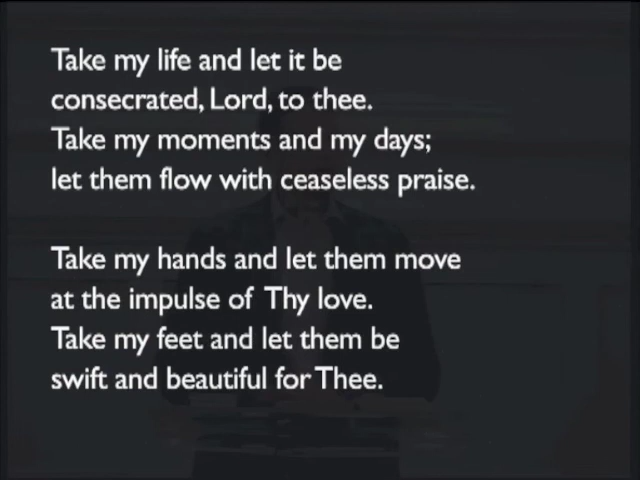 Take my life and let it be
consecrated, Lord, to thee.
Take my moments and my days;
let them flow with ceaseless praise.
Take my hands and let them move
at the impulse of Thy love.
Take my feet and let them be
swift and beautiful for Thee.